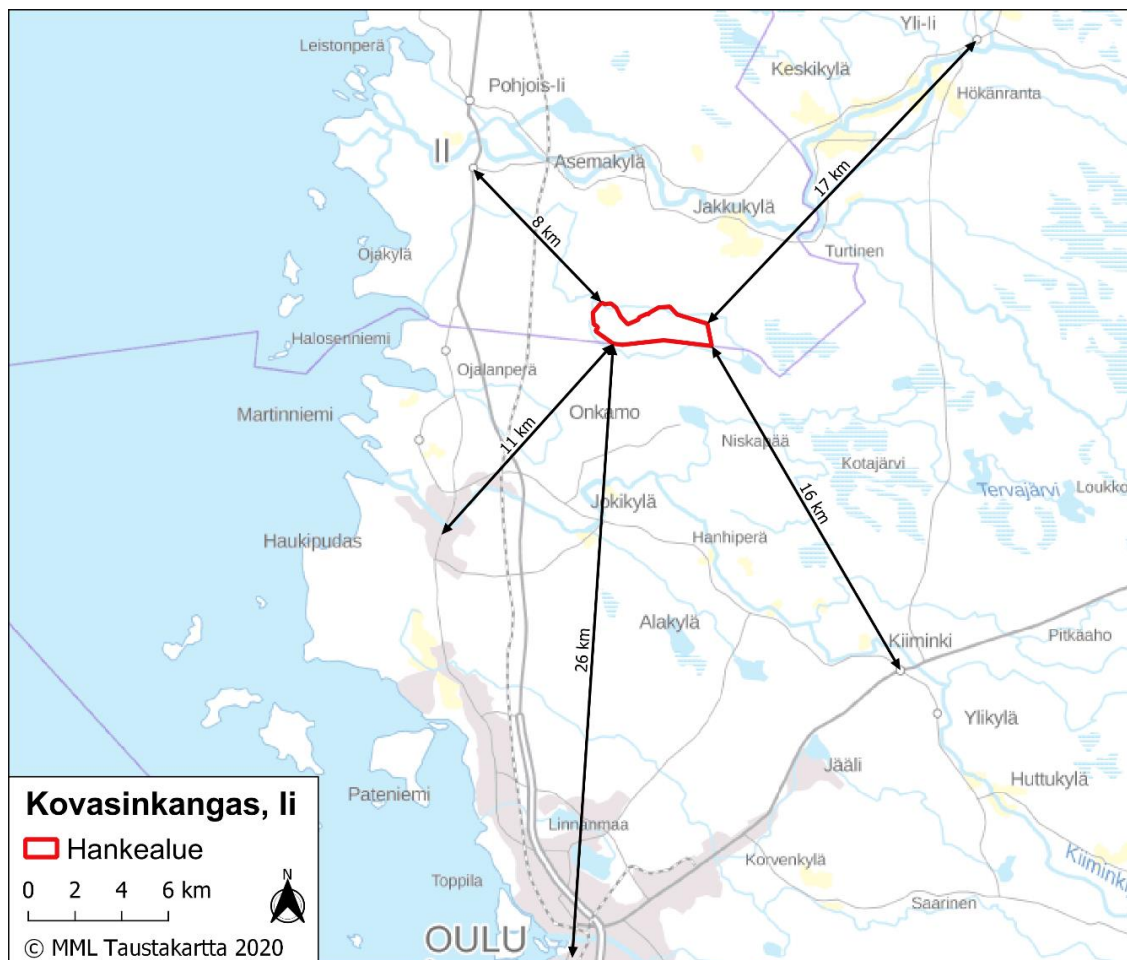 Yli-Ii
Leistonperä
Keskikylä
Pohjois-Ii
Hökänranta
II
Asemakylä
17 km
Jakkukylä
8 km
Ojakylä
Turtinen
Halosenniemi
Ojalanperä
Martinniemi
Onkamo
11 km
Niskapää
Kotajärvi
Tervajärvi
Loukko
16 km
Jokikylä
Haukipudas
Hanhiperä
Alakylä
26 km
Kiiminki
Pitkäaho
Ylikylä
Jääli
Huttukylä
Pateniemi
Linnanmaa
Kiiminki
Korvenkylä
Toppila
Saarinen
OULU
Kovasinkangas, Ii
Hankealue
0 2 4 6 km
N
© MML Taustakartta 2020